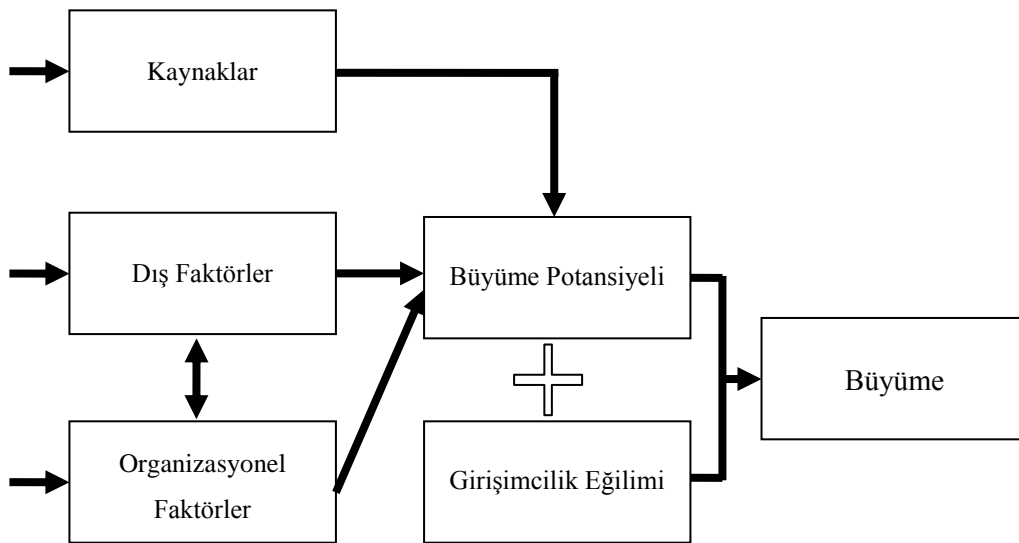 Kaynaklar
Dış Faktörler
Büyüme Potansiyeli
Büyüme
Organizasyonel
Faktörler
Girişimcilik Eğilimi